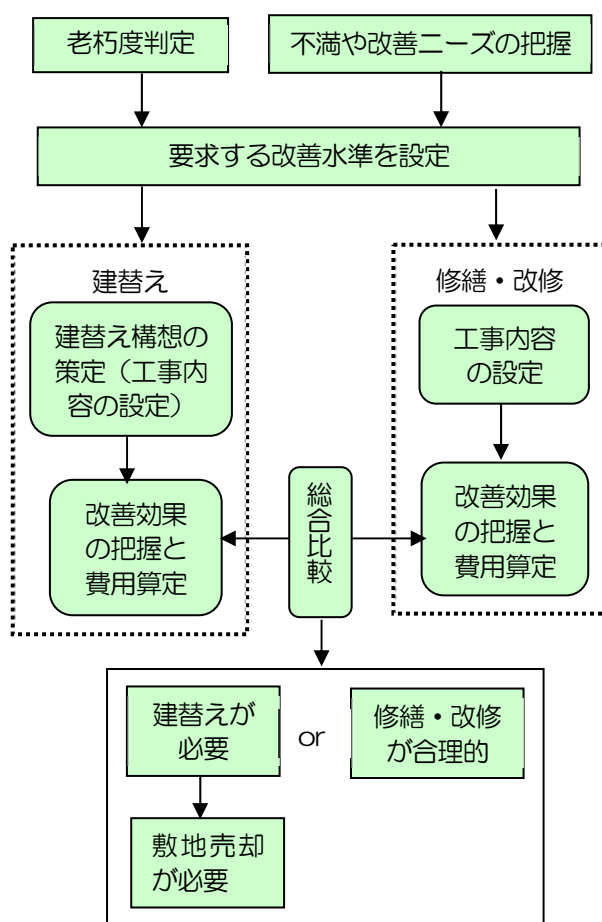 老朽度判定
不満や改善ニーズの把握
要求する改善水準を設定
建替え
建替え構想の
策定（工事内
容の設定）
改善効果
の把握と
費用算定
総合比較
修繕・改修
工事内容
の設定
改善効果
の把握と
費用算定
建替えが
必要
or
修繕・改修
が合理的
敷地売却
が必要